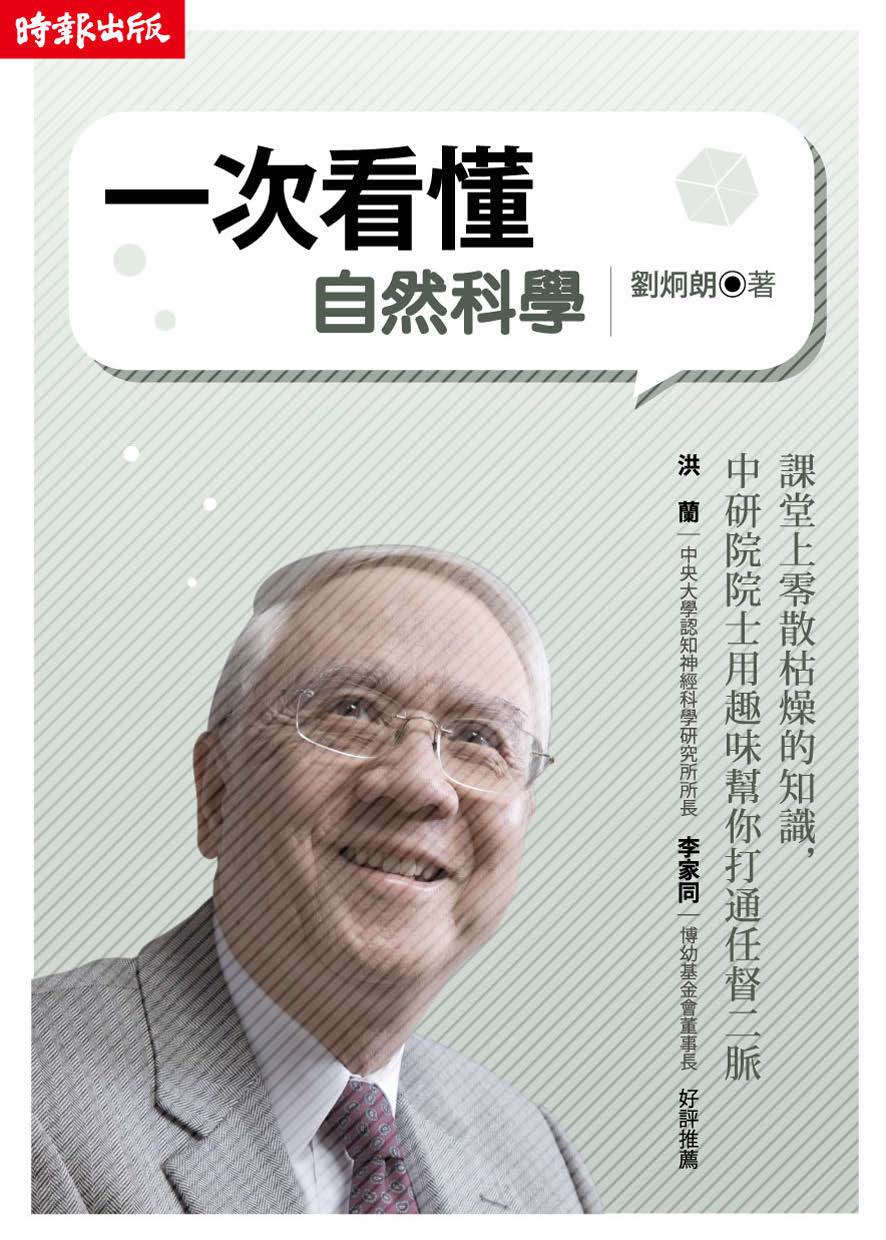 時報出版
一次看懂
自然科學
劉炯朗◉著
課堂上零散枯燥的知識，
中研院院士用趣味幫你打通任督二脈
洪蘭｜中央大學認知神經科學研究所所長 李家同｜博幼基金會董事長 好評推薦